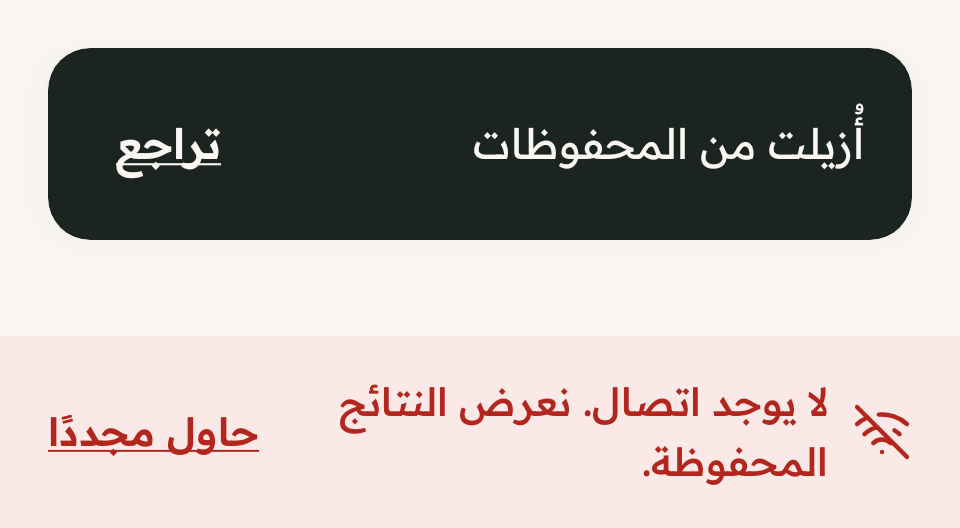 أُزيلت من المحفوظات
تراجع
لا يوجد اتصال. نعرض النتائج
المحفوظة.
حاول مجددًا